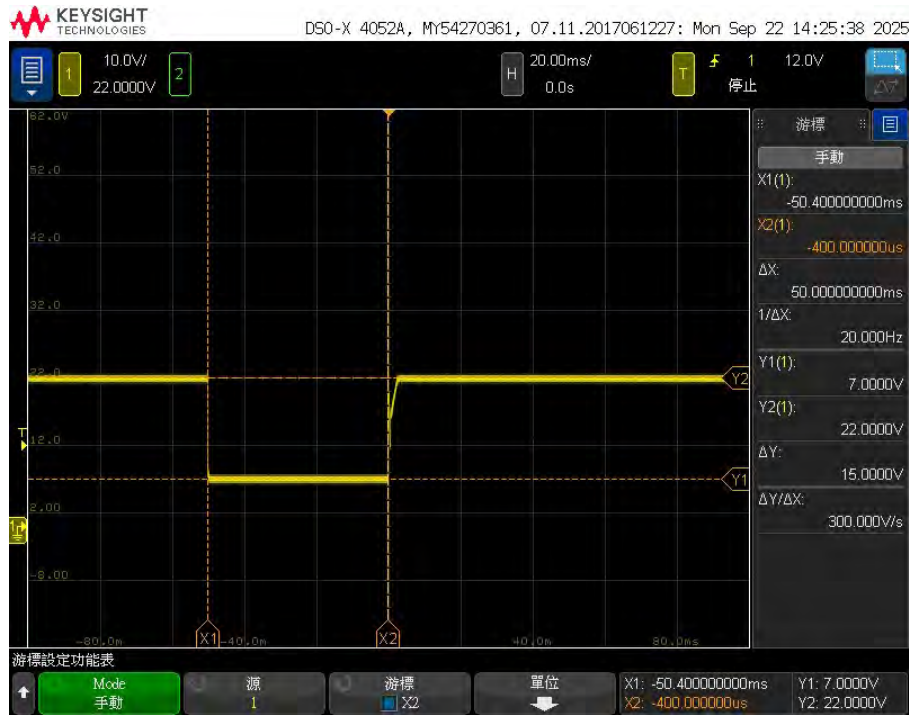 KEYSIGHT
TECHNOLOGIES
DSO-X 4052A, MY54270361, 07.11.2017061227: Mon Sep 22 14:25:38 2025
1
10.0V/
22.0000V
2
H
20.00ms/
0.0s
T
1
12.0V
停止
62.0V
52.0
42.0
32.0
22.0
12.0
2.00
-8.00
T
1
Y2
Y1
-80.0m
X1
-40.0m
X2
40.0m
80.0ms
游標
手動
X1(1):
-50.400000000ms
X2(1):
-400.000000us
ΔX:
50.000000000ms
1/ΔX:
20.000Hz
Y1(1):
7.0000V
Y2(1):
22.0000V
ΔY:
15.0000V
ΔY/ΔX:
300.000V/s
游標設定功能表
Mode
手動
源
1
游標
X2
單位
X1: -50.400000000ms
X2: -400.000000us
Y1: 7.0000V
Y2: 22.0000V